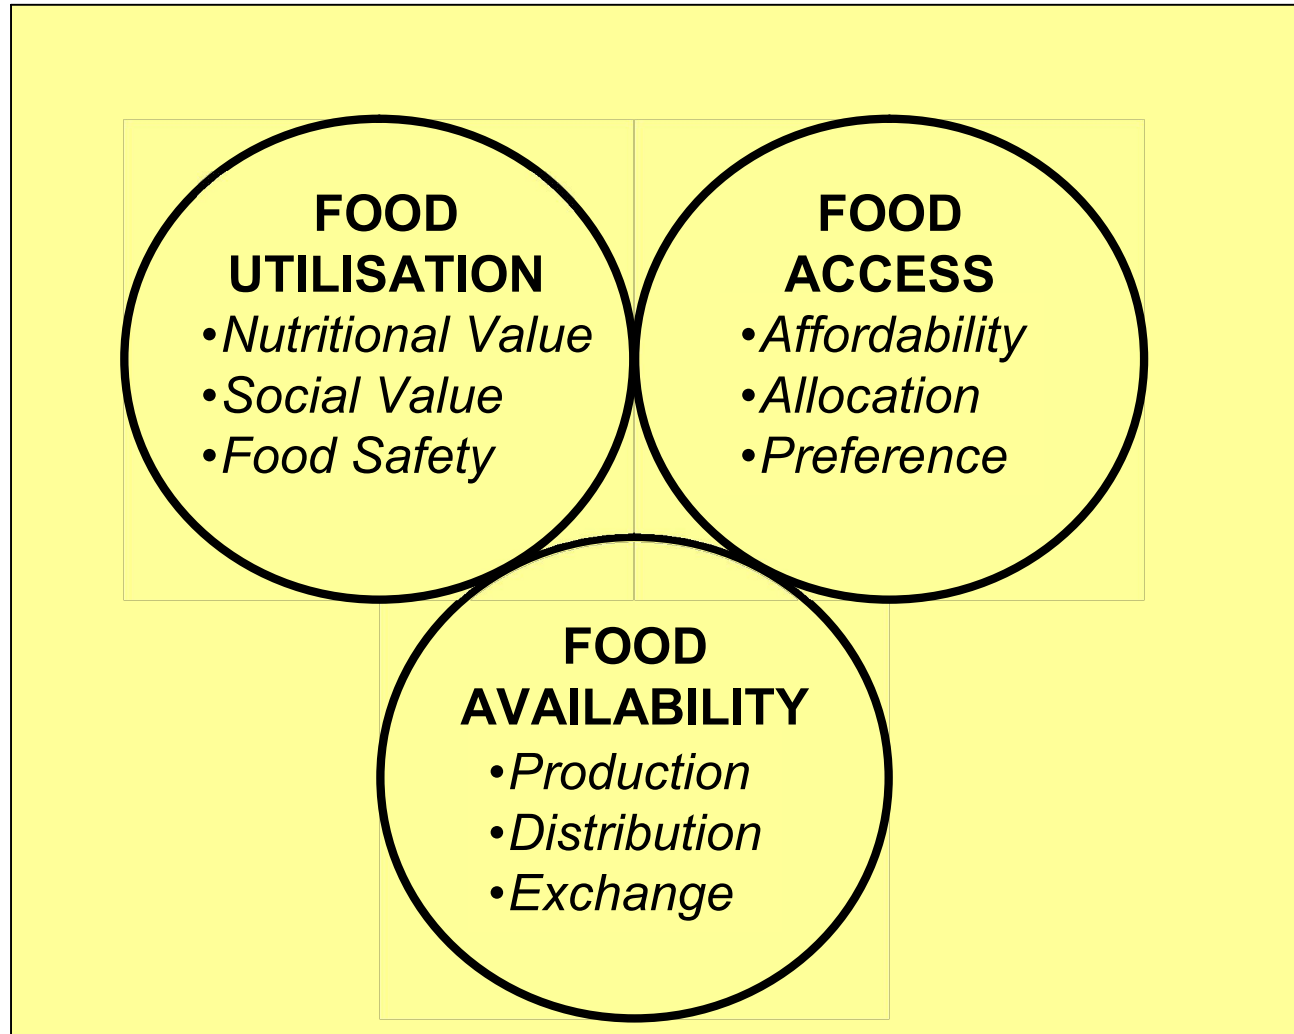 FOOD
UTILISATION
•Nutritional Value
•Social Value
•Food Safety
FOOD
ACCESS
•Affordability
•Allocation
•Preference
FOOD
AVAILABILITY
•Production
•Distribution
•Exchange